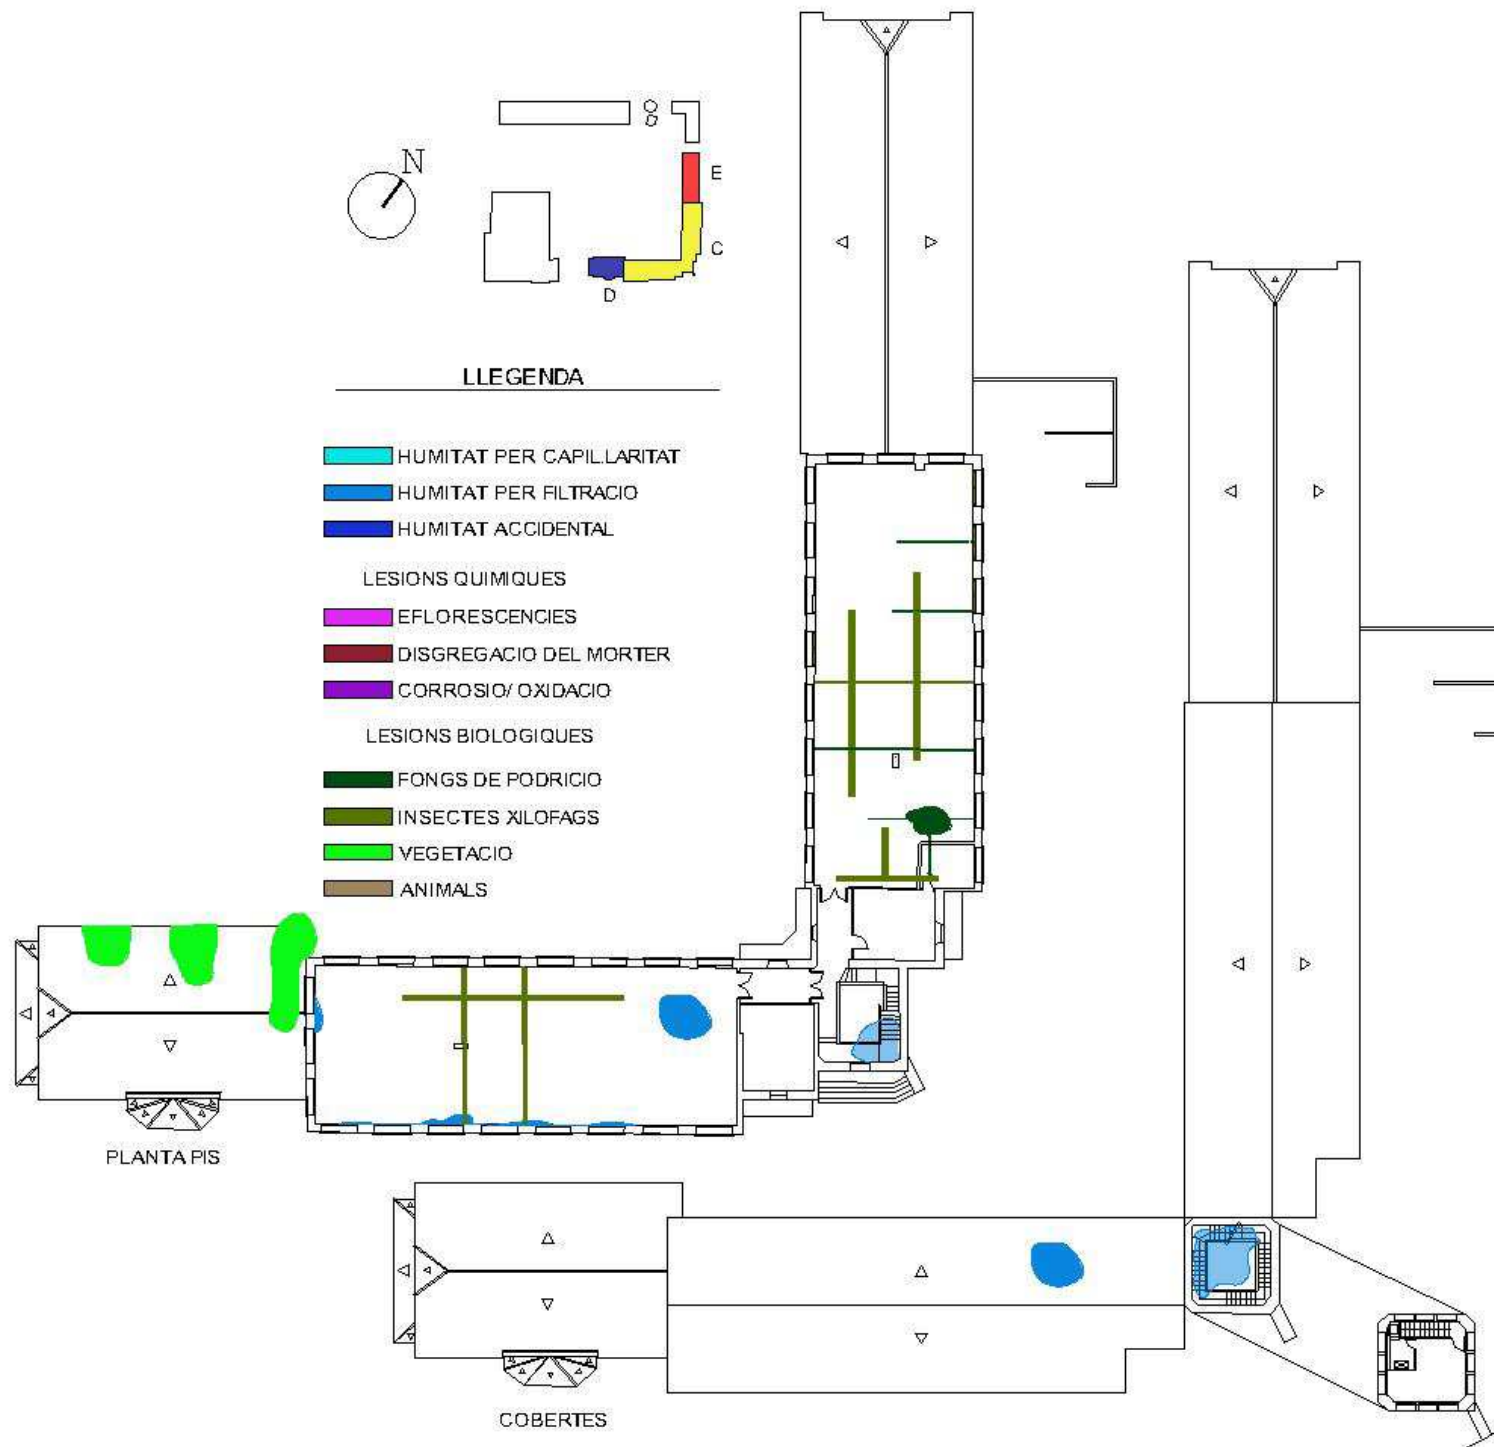 N
E
C
D
LLEGENDA
HUMITAT PER CAPIL.LARITAT
HUMITAT PER FILTRACIO
HUMITAT ACCIDENTAL
LESIONS QUIMIQUES
EFLORESCENCIES
DISGREGACIO DEL MORTER
CORROSIO/ OXIDACIO
LESIONS BIOLOGIQUES
FONGS DE PODRICIO
INSECTES XILOFAGS
VEGETACIO
ANIMALS
PLANTA PIS
COBERTES